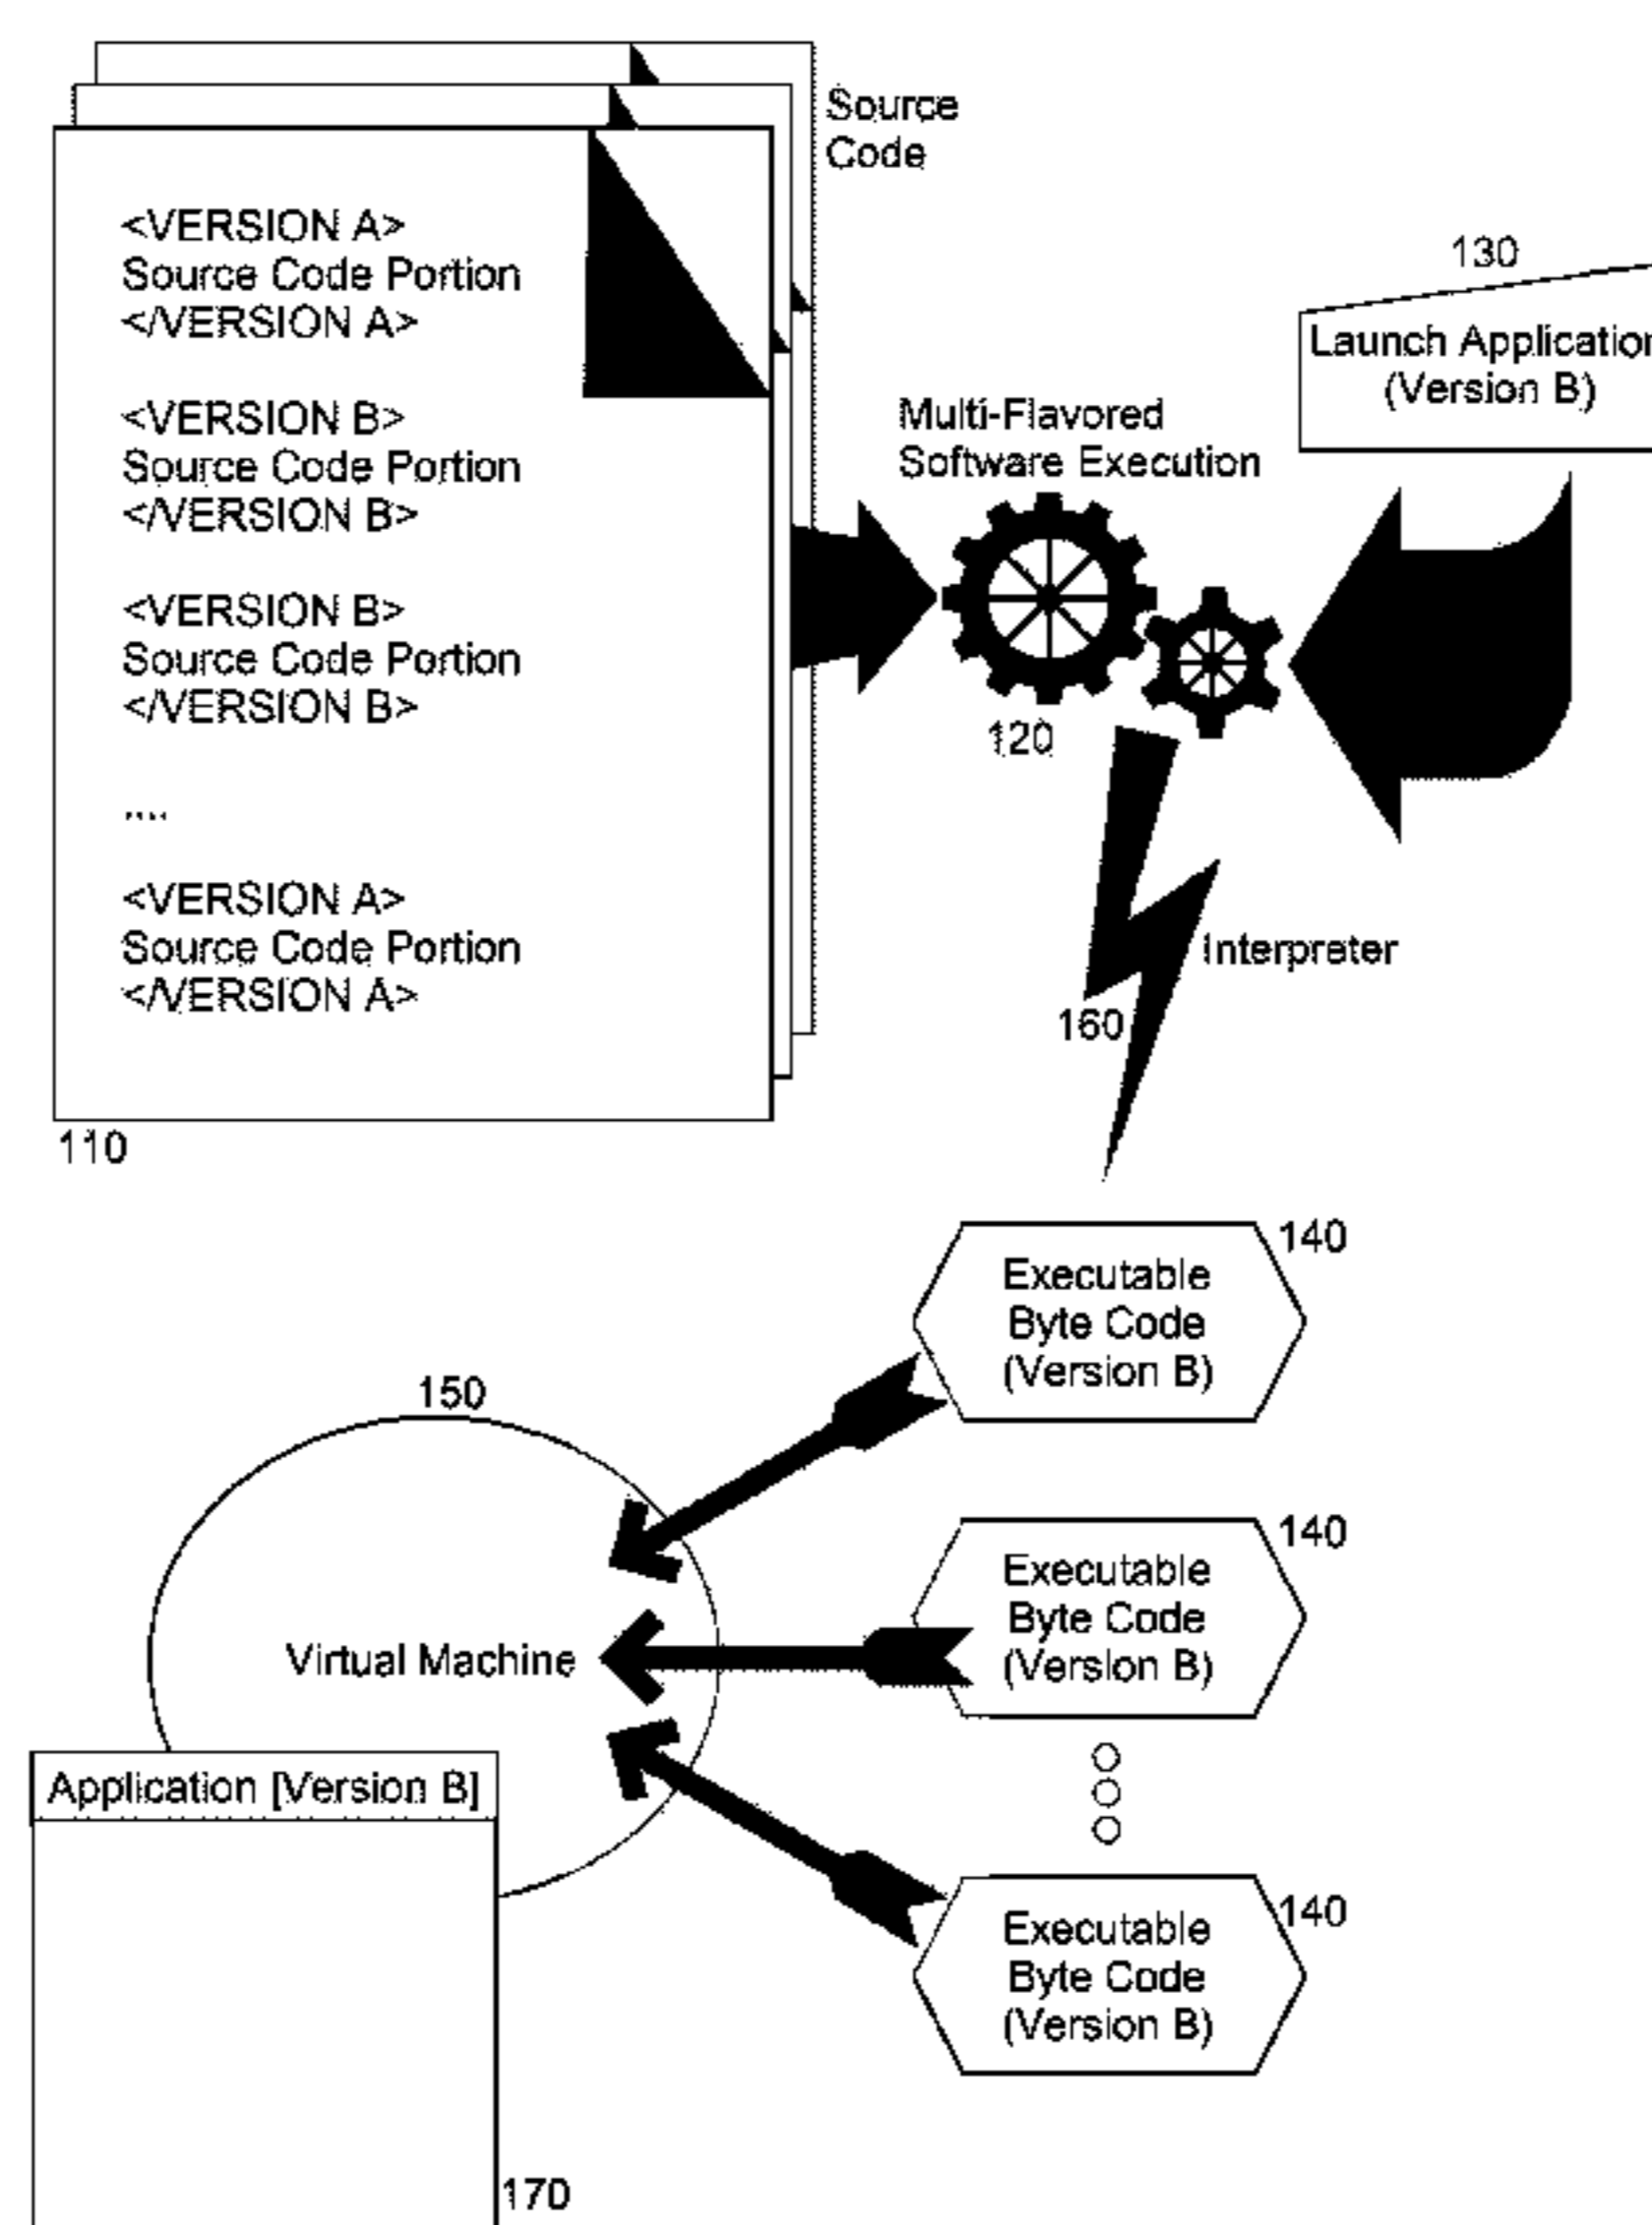 Source
Code
<VERSION A>
Source Code Portion
</VERSION A>
<VERSION B>
Source Code Portion
</VERSION B>
<VERSION B>
Source Code Portion
</VERSION B>
....
<VERSION A>
Source Code Portion
</VERSION A>
110
Multi-Flavored
Software Execution
120
130
Launch Application
(Version B)
Interpreter
160
140
Executable
Byte Code
(Version B)
150
Virtual Machine
140
Executable
Byte Code
(Version B)
140
Executable
Byte Code
(Version B)
Application [Version B]
170